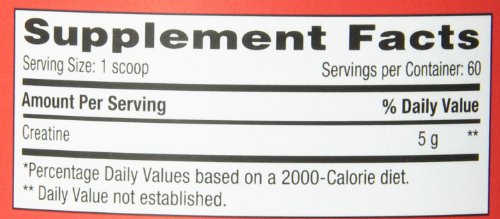 Supplement Facts
Serving Size: 1 scoop Servings per Container: 60
Amount Per Serving % Daily Value
Creatine 5 g **
*Percentage Daily Values based on a 2000-Calorie diet.
** Daily Value not established.